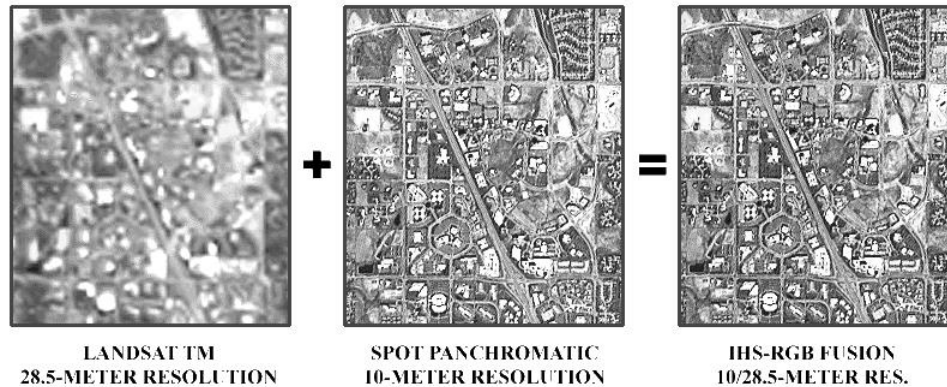 +
=
LANDSAT TM
28.5-METER RESOLUTION
SPOT PANCHROMATIC
10-METER RESOLUTION
IHS-RGB FUSION
10/28.5-METER RES.